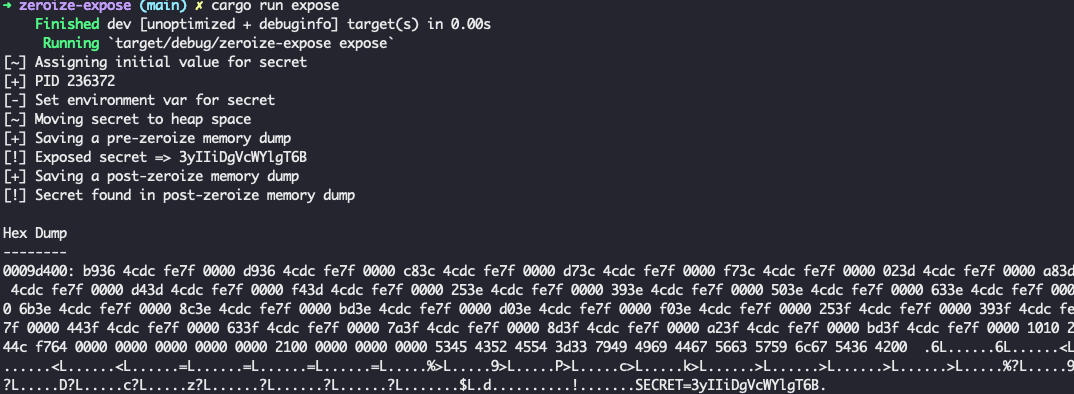 ➜ zeroize-expose (main) ✗ cargo run expose
Finished dev [unoptimized + debuginfo] target(s) in 0.00s
Running `target/debug/zeroize-expose expose`
[~] Assigning initial value for secret
[+] PID 236372
[-] Set environment var for secret
[~] Moving secret to heap space
[+] Saving a pre-zeroize memory dump
[!] Exposed secret => 3yIIiDgVcWYlgT6B
[+] Saving a post-zeroize memory dump
[!] Secret found in post-zeroize memory dump
Hex Dump
--------
0009d400: b936 4cdc fe7f 0000 d936 4cdc fe7f 0000 c83c 4cdc fe7f 0000 d73c 4cdc fe7f 0000 f73c 4cdc fe7f 0000 023d 4cdc fe7f 0000 a83d
4cdc fe7f 0000 d43d 4cdc fe7f 0000 f43d 4cdc fe7f 0000 253e 4cdc fe7f 0000 393e 4cdc fe7f 0000 503e 4cdc fe7f 0000 633e 4cdc fe7f 000
0 6b3e 4cdc fe7f 0000 8c3e 4cdc fe7f 0000 bd3e 4cdc fe7f 0000 d03e 4cdc fe7f 0000 f03e 4cdc fe7f 0000 253f 4cdc fe7f 0000 393f 4cdc fe
7f 0000 443f 4cdc fe7f 0000 633f 4cdc fe7f 0000 7a3f 4cdc fe7f 0000 8d3f 4cdc fe7f 0000 a23f 4cdc fe7f 0000 bd3f 4cdc fe7f 0000 1010 2
44c f764 0000 0000 0000 0000 2100 0000 0000 0000 5345 4352 4554 3d33 7949 4969 4467 5663 5759 6c67 5436 4200 .6L......6L......<L
......<L......<L......=L......=L......=L......=L.....%>L.....9>L.....P>L.....c>L.....k>L......>L......>L......>L......>L.....%?L.....9
?L.....D?L.....c?L.....z?L......?L......?L......?L.......$L.d..........!.......SECRET=3yIIiDgVcWYlgT6B.